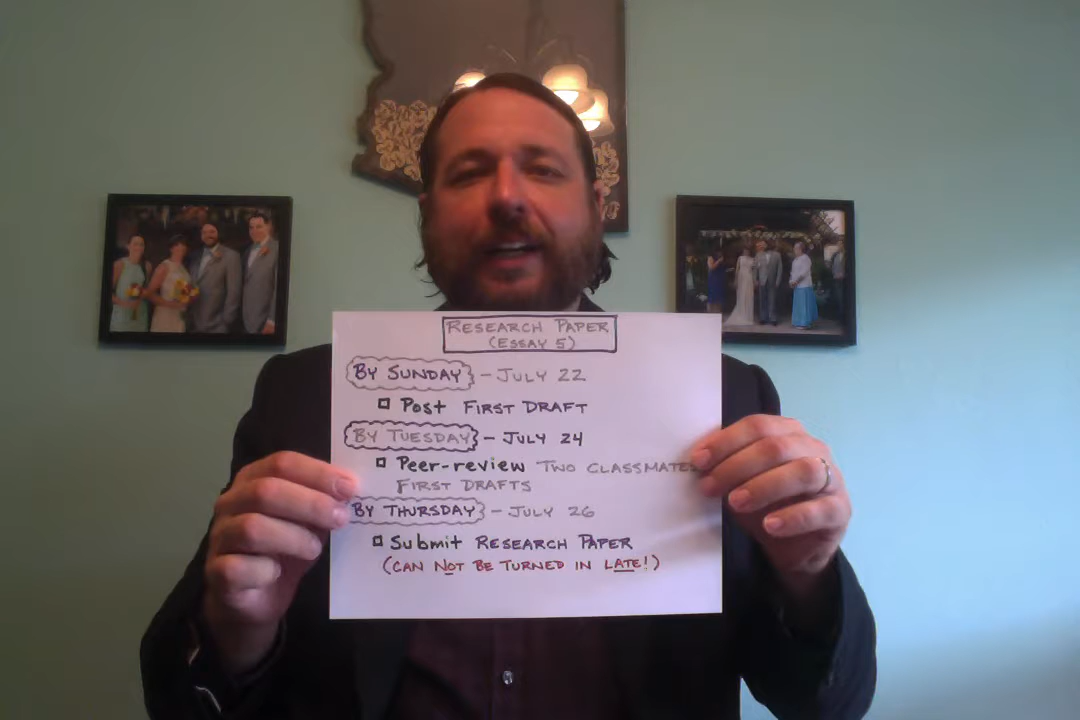 RESEARCH PAPER
(ESSAY 5)
BY SUNDAY - JULY 22
POST FIRST DRAFT
BY TUESDAY - JULY 24
Peer-review TWO CLASSMATES
FIRST DRAFTS
BY THURSDAY - JULY 26
Submit RESEARCH PAPER
(CAN NOT BE TURNED IN LATE!)